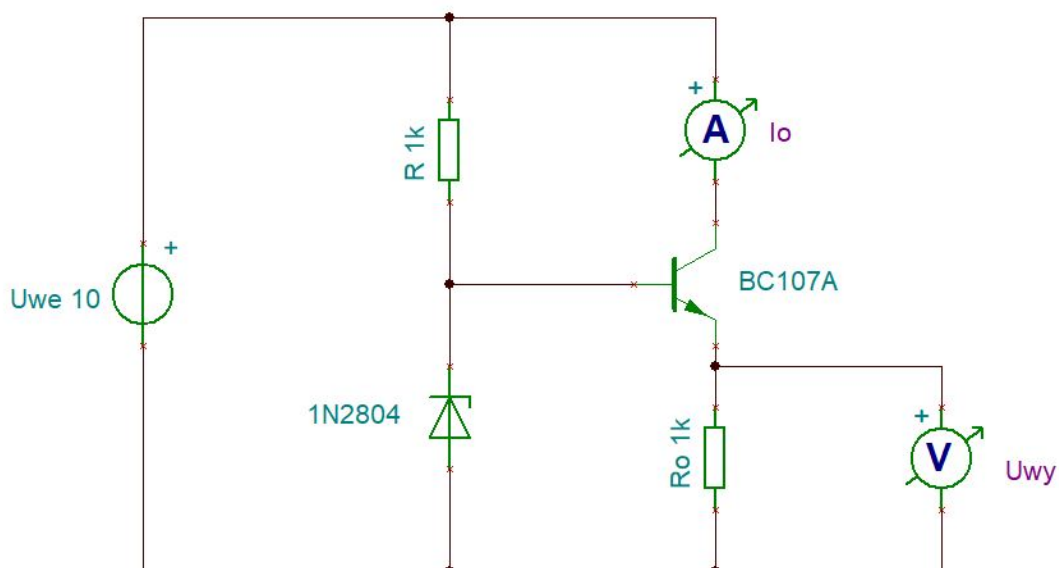 +
A
Io
R 1k
+
Uwe 10
BC107A
1N2804
+
Ro 1k
V
Uwy